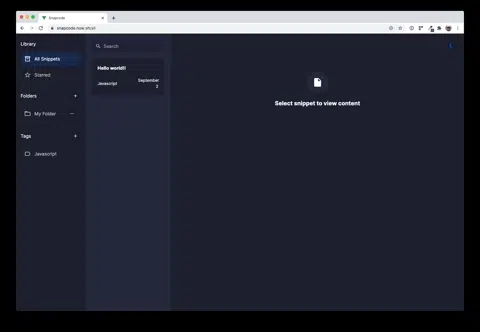 Snapcode
snapcode.now.sh/all
Library
All Snippets
Starred
Folders
My Folder
Tags
Javascript
Search
Hello world!!
Javascript
September
2
Select snippet to view content